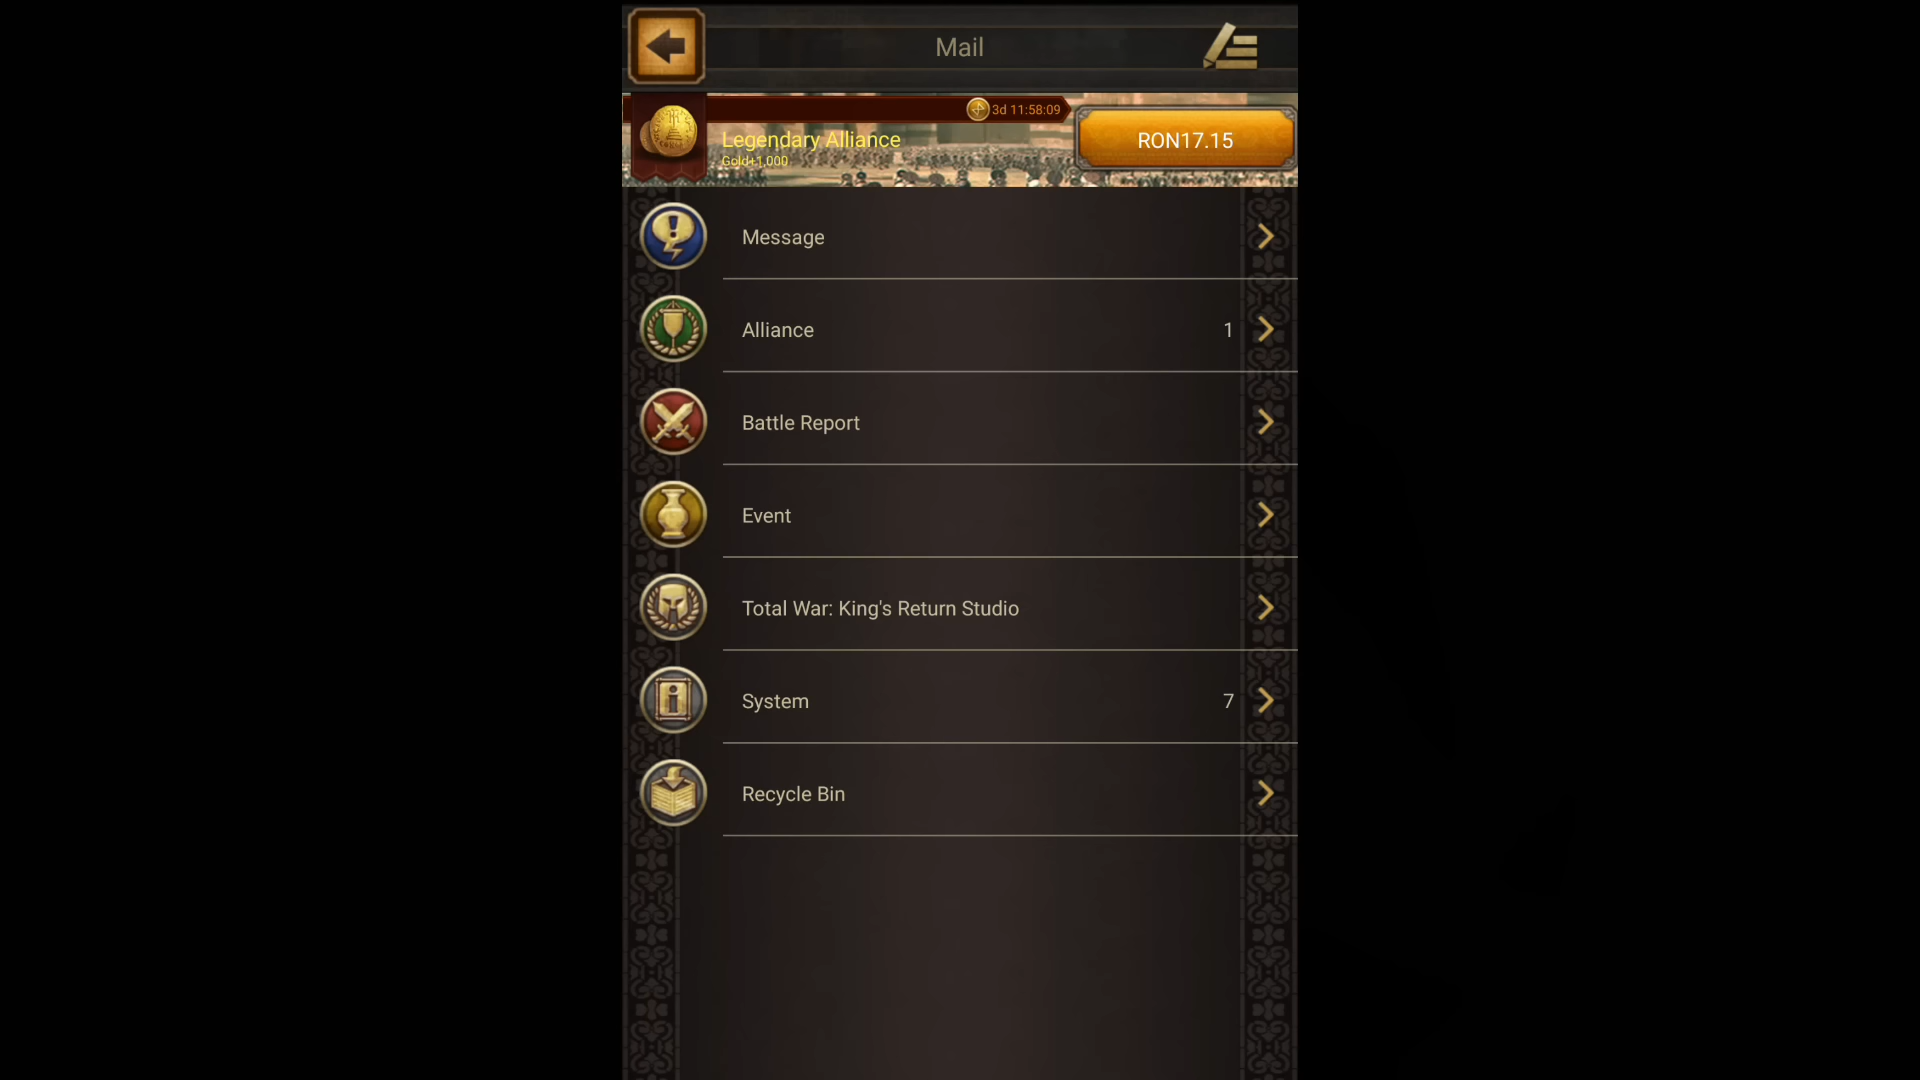 Mail
3d 11:58:09
Legendary Alliance
Gold+1,000
RON17.15
Message
Alliance 1
Battle Report
Event
Total War: King's Return Studio
System 7
Recycle Bin